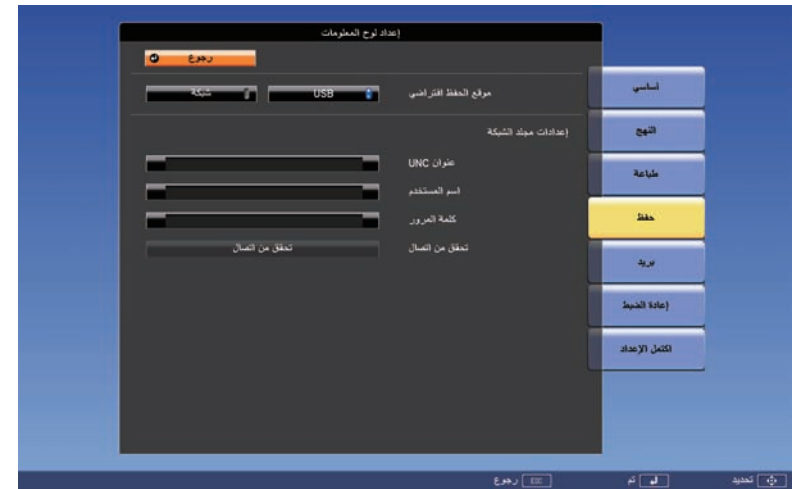 إعداد لوح المعلومات
رجوع
موقع الحفظ افتراضي USB شبكة
إعدادات مجلد الشبكة
عنوان UNC
اسم المستخدم
كلمة المرور
تحقق من اتصال تحقق من اتصال
أساسي
النهج
طباعة
حفظ
بريد
إعادة الضبط
اكتمل الإعداد
تحديد تم Esc رجوع